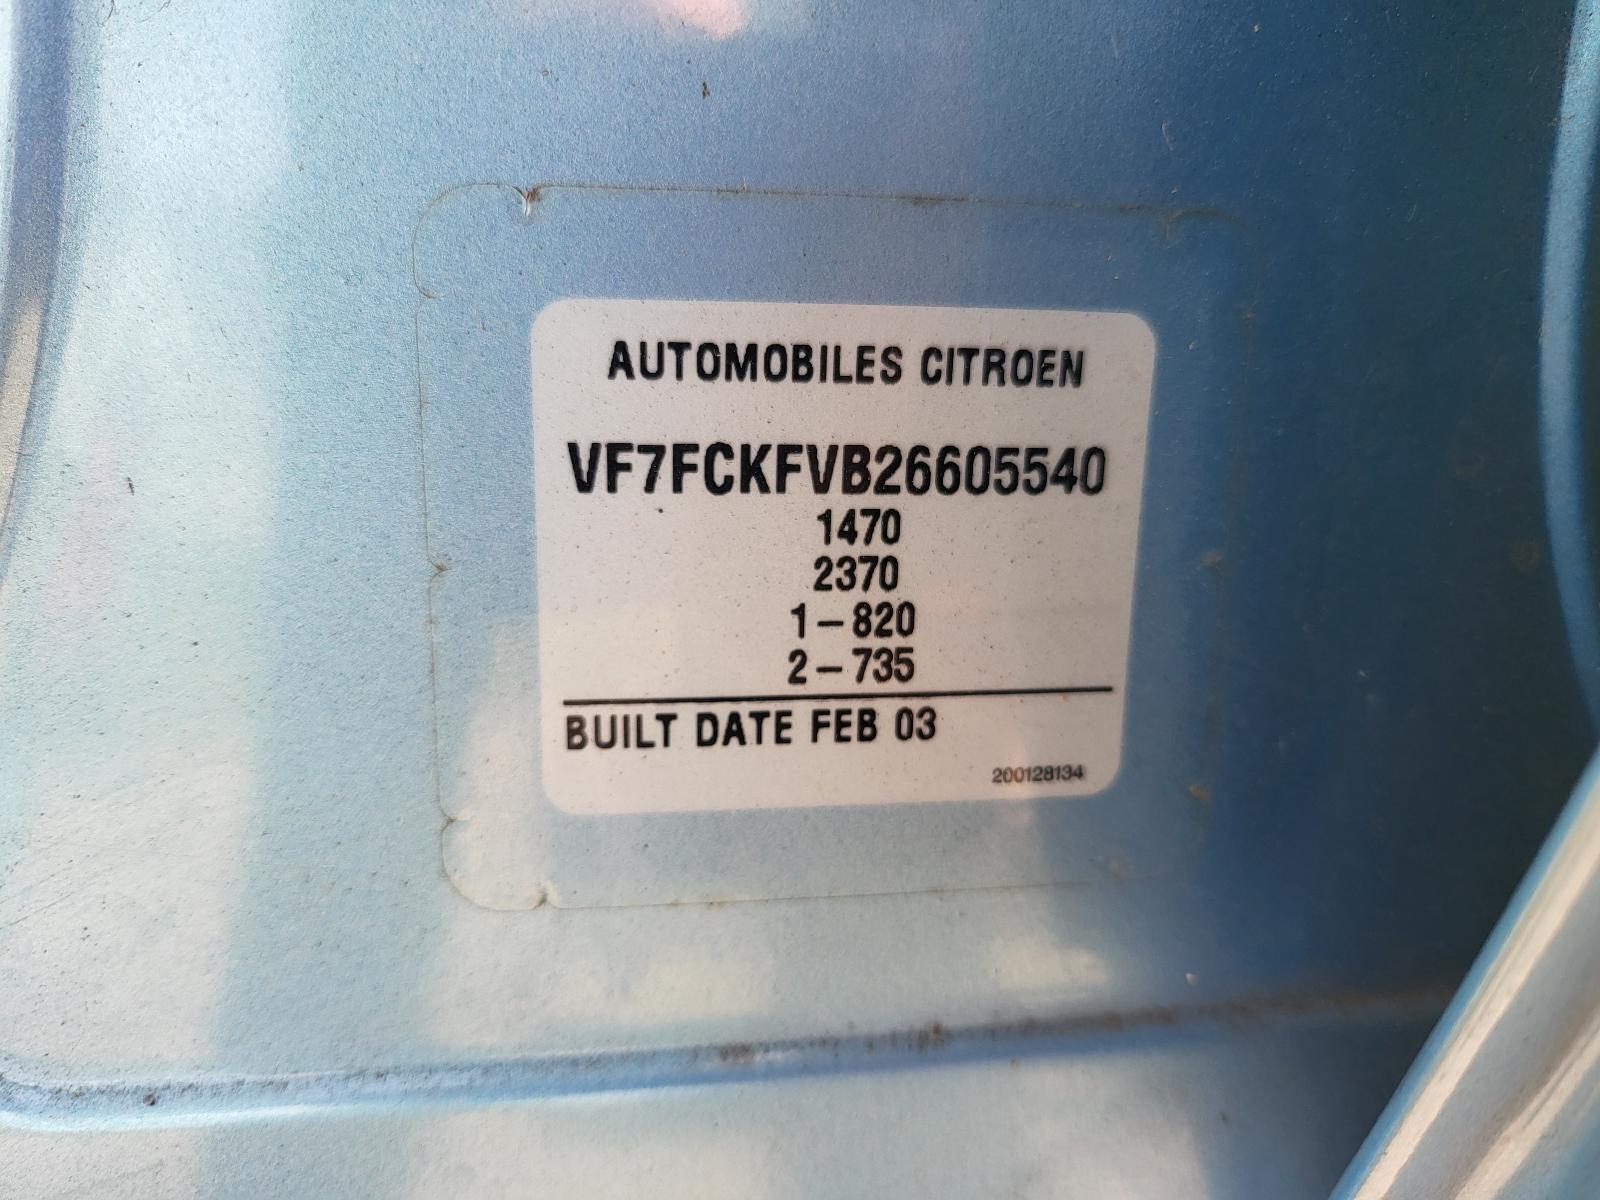 AUTOMOBILES CITROEN
VF7FCKFVB26605540
1470
2370
1–820
2–735
BUILT DATE FEB 03
200128134